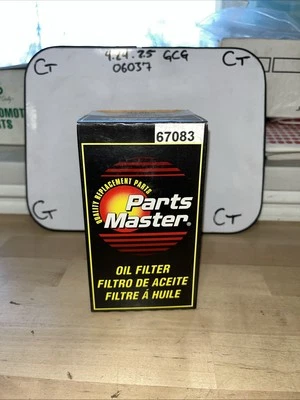 4.24.25 GCG
06037
CT
CT
CT
CT
67083
QUALITY REPLACEMENT PARTS
Parts
Master®
OIL FILTER
FILTRO DE ACEITE
FILTRE À HUILE